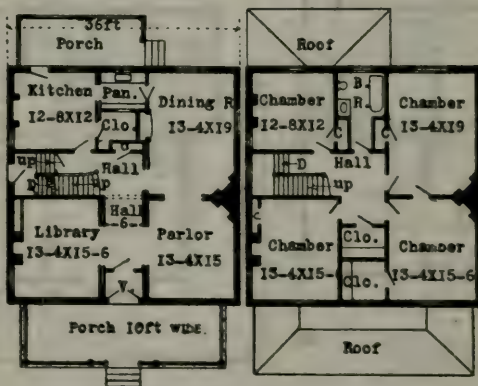 36ft
Porch
Kitchen
12-8X12
Pan.
Dining R
13-4X19
Clo.
up
D
up
Hall
Hall
-6-
Library
13-4X15-6
Parlor
13-4X15
V
Porch 10ft WIDE.
Roof
Chamber
12-8X12
B.
R.
Chamber
13-4X19
C
C
D
Hall
up
C
Chamber
13-4X15-
Clo.
Clo.
Chamber
13-4X15-6
Roof